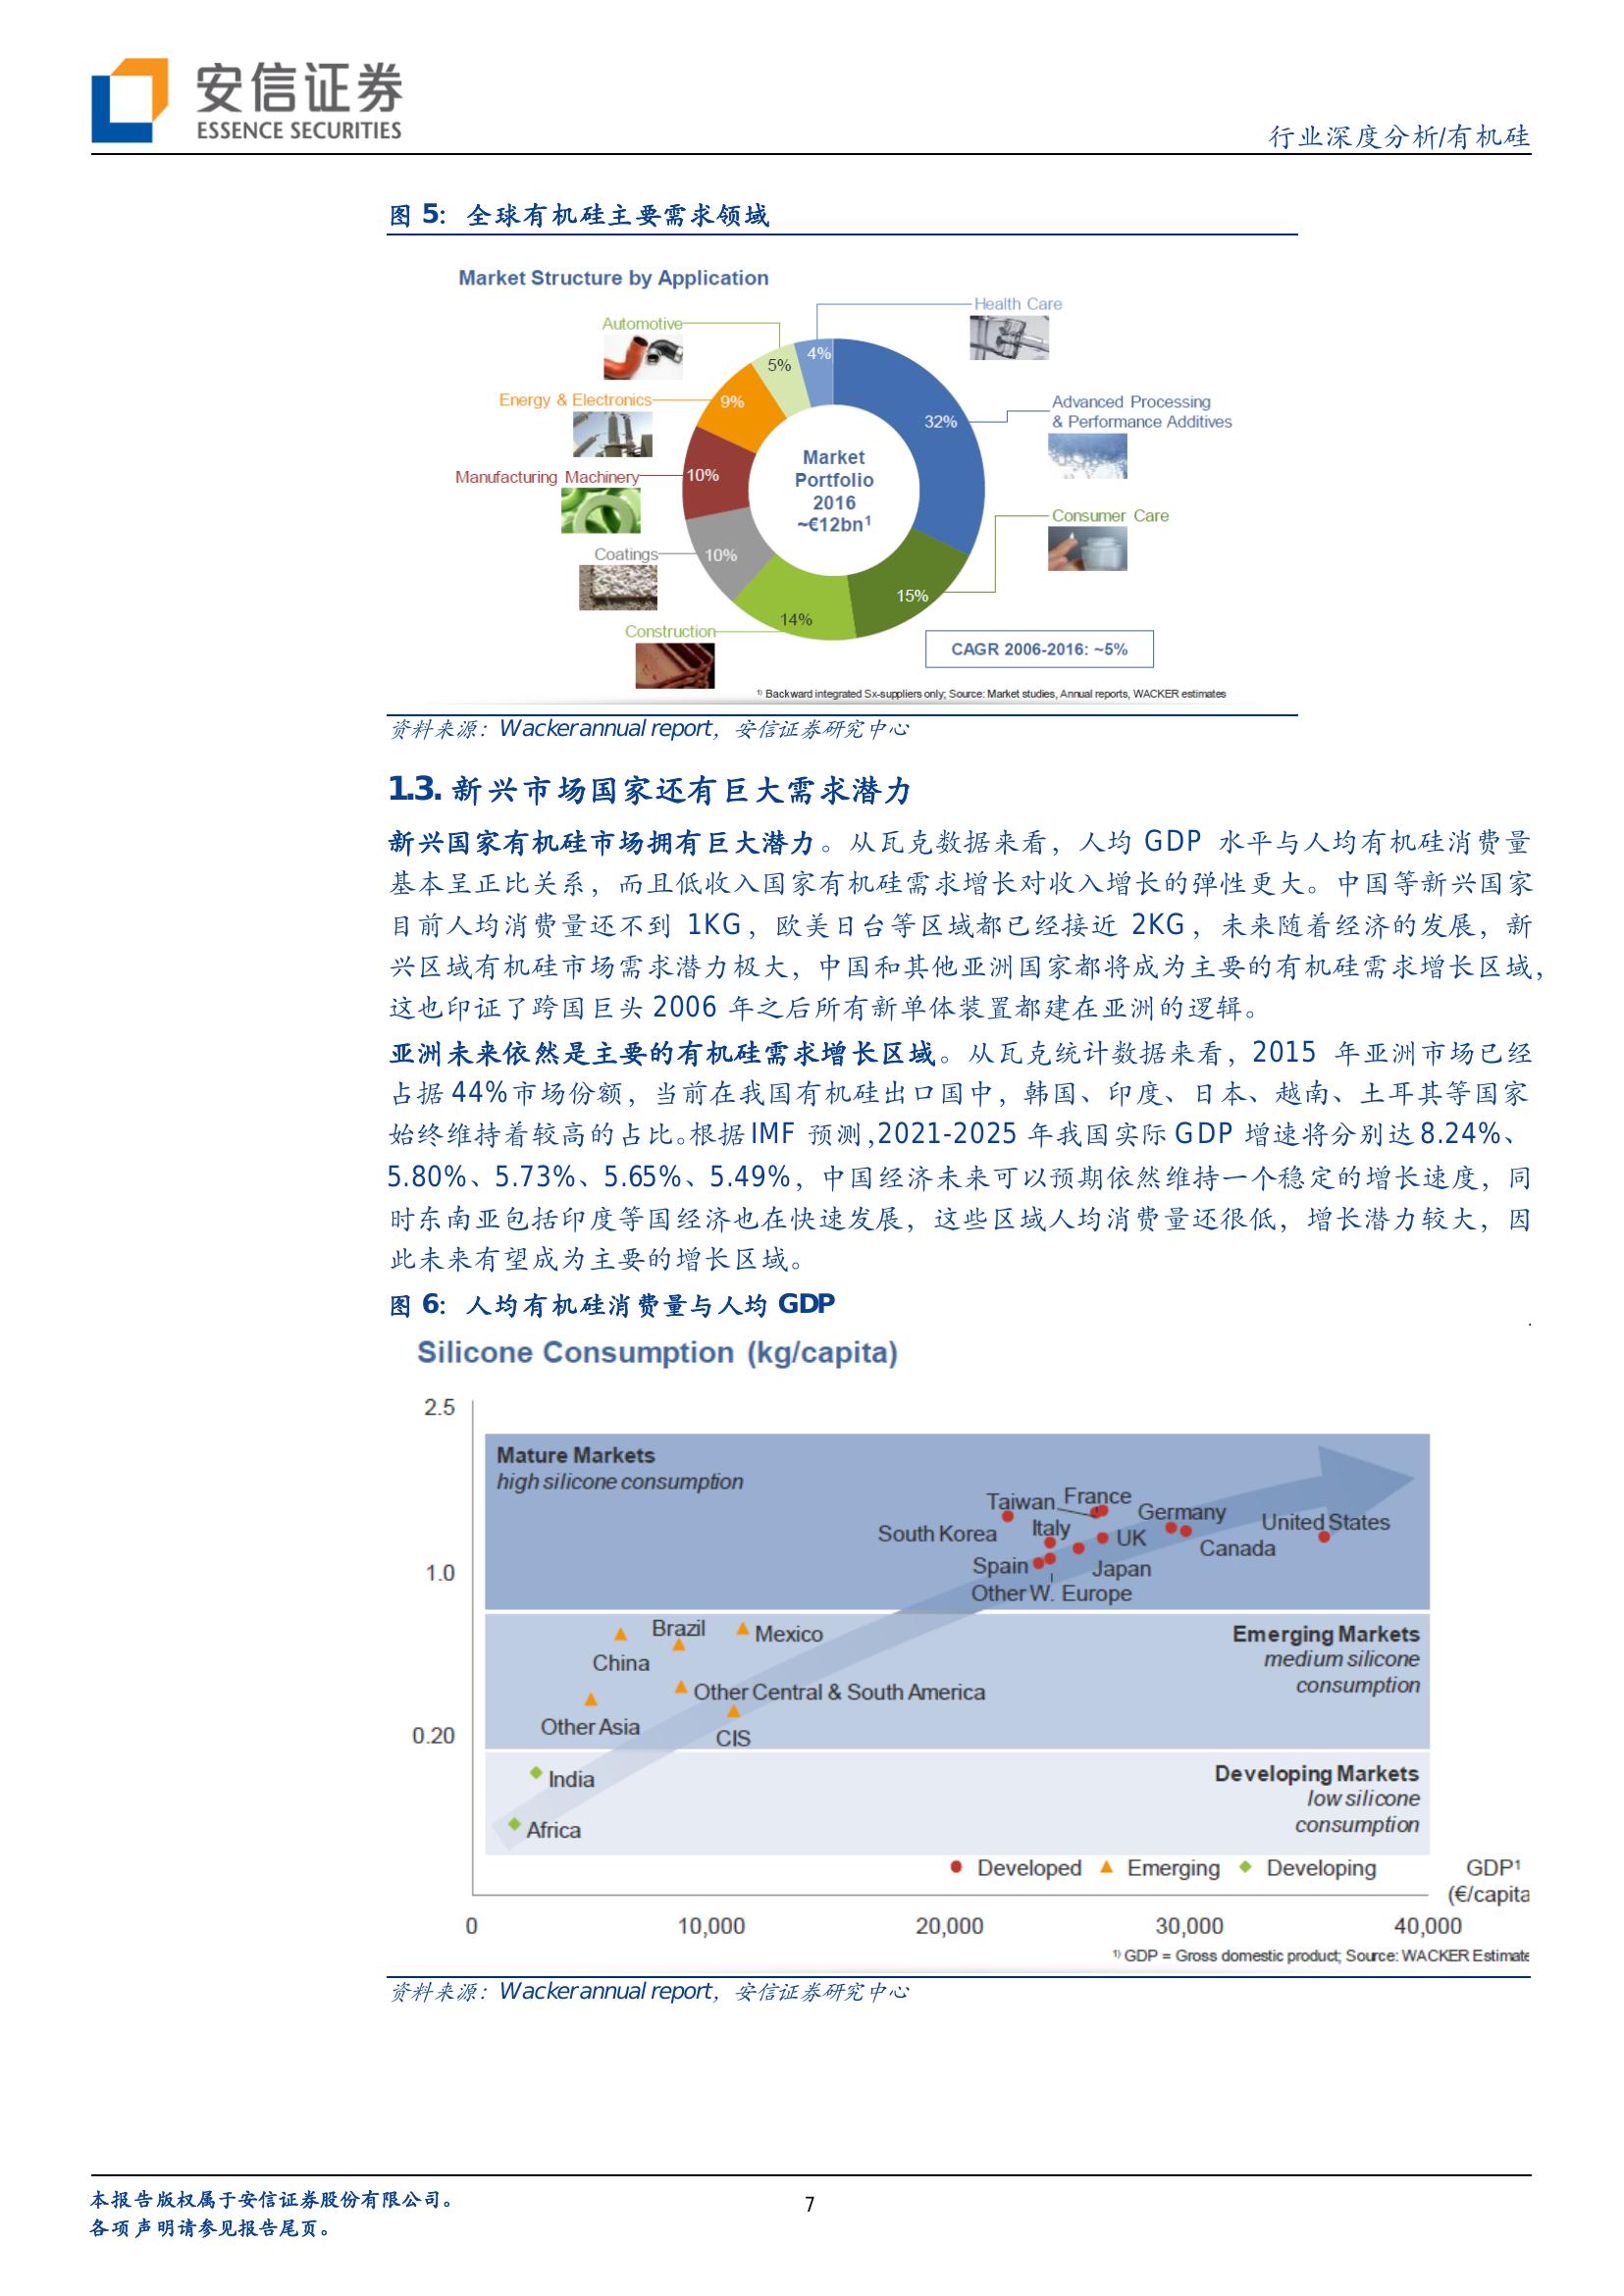 安信证券
ESSENCE SECURITIES
行业深度分析/有机硅
图 5：全球有机硅主要需求领域
Market Structure by Application
Health Care
Automotive
4%
5%
Energy & Electronics
9%
32%
Advanced Processing
& Performance Additives
Market
Portfolio
2016
~€12bn¹
Manufacturing Machinery
10%
Consumer Care
Coatings
10%
15%
14%
Construction
CAGR 2006-2016: ~5%
¹⁾ Backward integrated Sx-suppliers only; Source: Market studies, Annual reports, WACKER estimates
资料来源：Wacker annual report，安信证券研究中心
1.3. 新兴市场国家还有巨大需求潜力
新兴国家有机硅市场拥有巨大潜力。从瓦克数据来看，人均 GDP 水平与人均有机硅消费量
基本呈正比关系，而且低收入国家有机硅需求增长对收入增长的弹性更大。中国等新兴国家
目前人均消费量还不到 1KG，欧美日台等区域都已经接近 2KG，未来随着经济的发展，新
兴区域有机硅市场需求潜力极大，中国和其他亚洲国家都将成为主要的有机硅需求增长区域，
这也印证了跨国巨头 2006 年之后所有新单体装置都建在亚洲的逻辑。
亚洲未来依然是主要的有机硅需求增长区域。从瓦克统计数据来看，2015 年亚洲市场已经
占据 44%市场份额，当前在我国有机硅出口国中，韩国、印度、日本、越南、土耳其等国家
始终维持着较高的占比。根据 IMF 预测，2021-2025 年我国实际 GDP 增速将分别达 8.24%、
5.80%、5.73%、5.65%、5.49%，中国经济未来可以预期依然维持一个稳定的增长速度，同
时东南亚包括印度等国经济也在快速发展，这些区域人均消费量还很低，增长潜力较大，因
此未来有望成为主要的增长区域。
图 6：人均有机硅消费量与人均 GDP
Silicone Consumption (kg/capita)
2.5
Mature Markets
high silicone consumption
Taiwan
France
Germany
United States
South Korea
Italy
UK
Canada
1.0
Spain
Japan
Other W. Europe
Brazil
Mexico
China
Emerging Markets
medium silicone
consumption
Other Central & South America
Other Asia
CIS
0.20
India
Developing Markets
low silicone
consumption
Africa
Developed
Emerging
Developing
GDP¹
(€/capita
0
10,000
20,000
30,000
40,000
¹⁾ GDP = Gross domestic product; Source: WACKER Estimate
资料来源：Wacker annual report，安信证券研究中心
本报告版权属于安信证券股份有限公司。
各项声明请参见报告尾页。
7